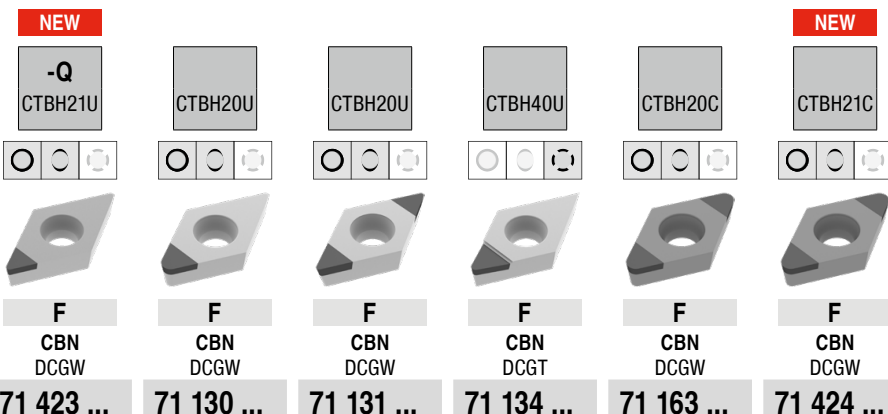 NEW NEW
-Q
CTBH21U CTBH20U CTBH20U CTBH40U CTBH20C CTBH21C
F F F F F F
CBN CBN CBN CBN CBN CBN
DCGW DCGW DCGW DCGT DCGW DCGW
71 423 ... 71 130 ... 71 131 ... 71 134 ... 71 163 ... 71 424 ...